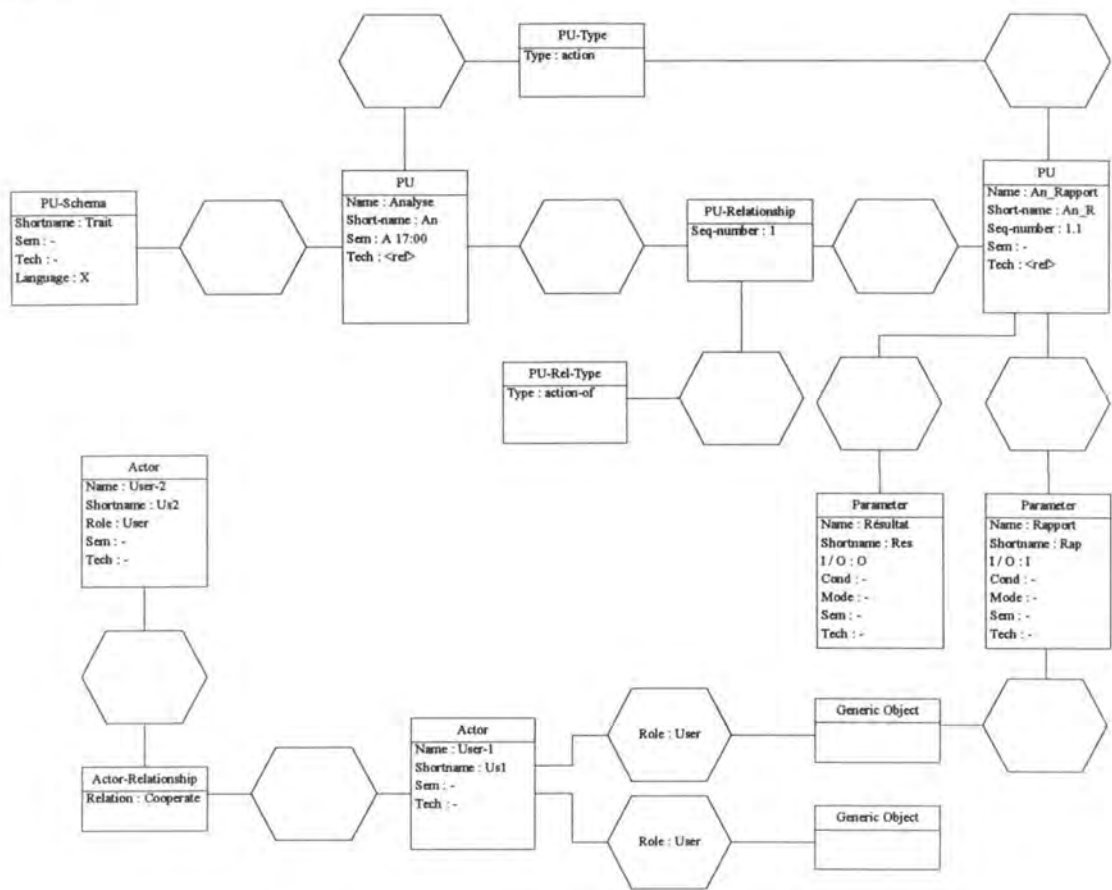 PU-Type
Type : action
PU-Schema
Shortname : Trait
Sem : -
Tech : -
Language : X
PU
Name : Analyse
Short-name : An
Sem : A 17:00
Tech : <ref>
PU-Relationship
Seq-number : 1
PU
Name : An_Rapport
Short-name : An_R
Seq-number : 1.1
Sem : -
Tech : <ref>
PU-Rel-Type
Type : action-of
Actor
Name : User-2
Shortname : Us2
Role : User
Sem : -
Tech : -
Parameter
Name : Résultat
Shortname : Res
I / O : O
Cond : -
Mode : -
Sem : -
Tech : -
Parameter
Name : Rapport
Shortname : Rap
I / O : I
Cond : -
Mode : -
Sem : -
Tech : -
Actor-Relationship
Relation : Cooperate
Actor
Name : User-1
Shortname : Us1
Sem : -
Tech : -
Role : User
Generic Object
Role : User
Generic Object